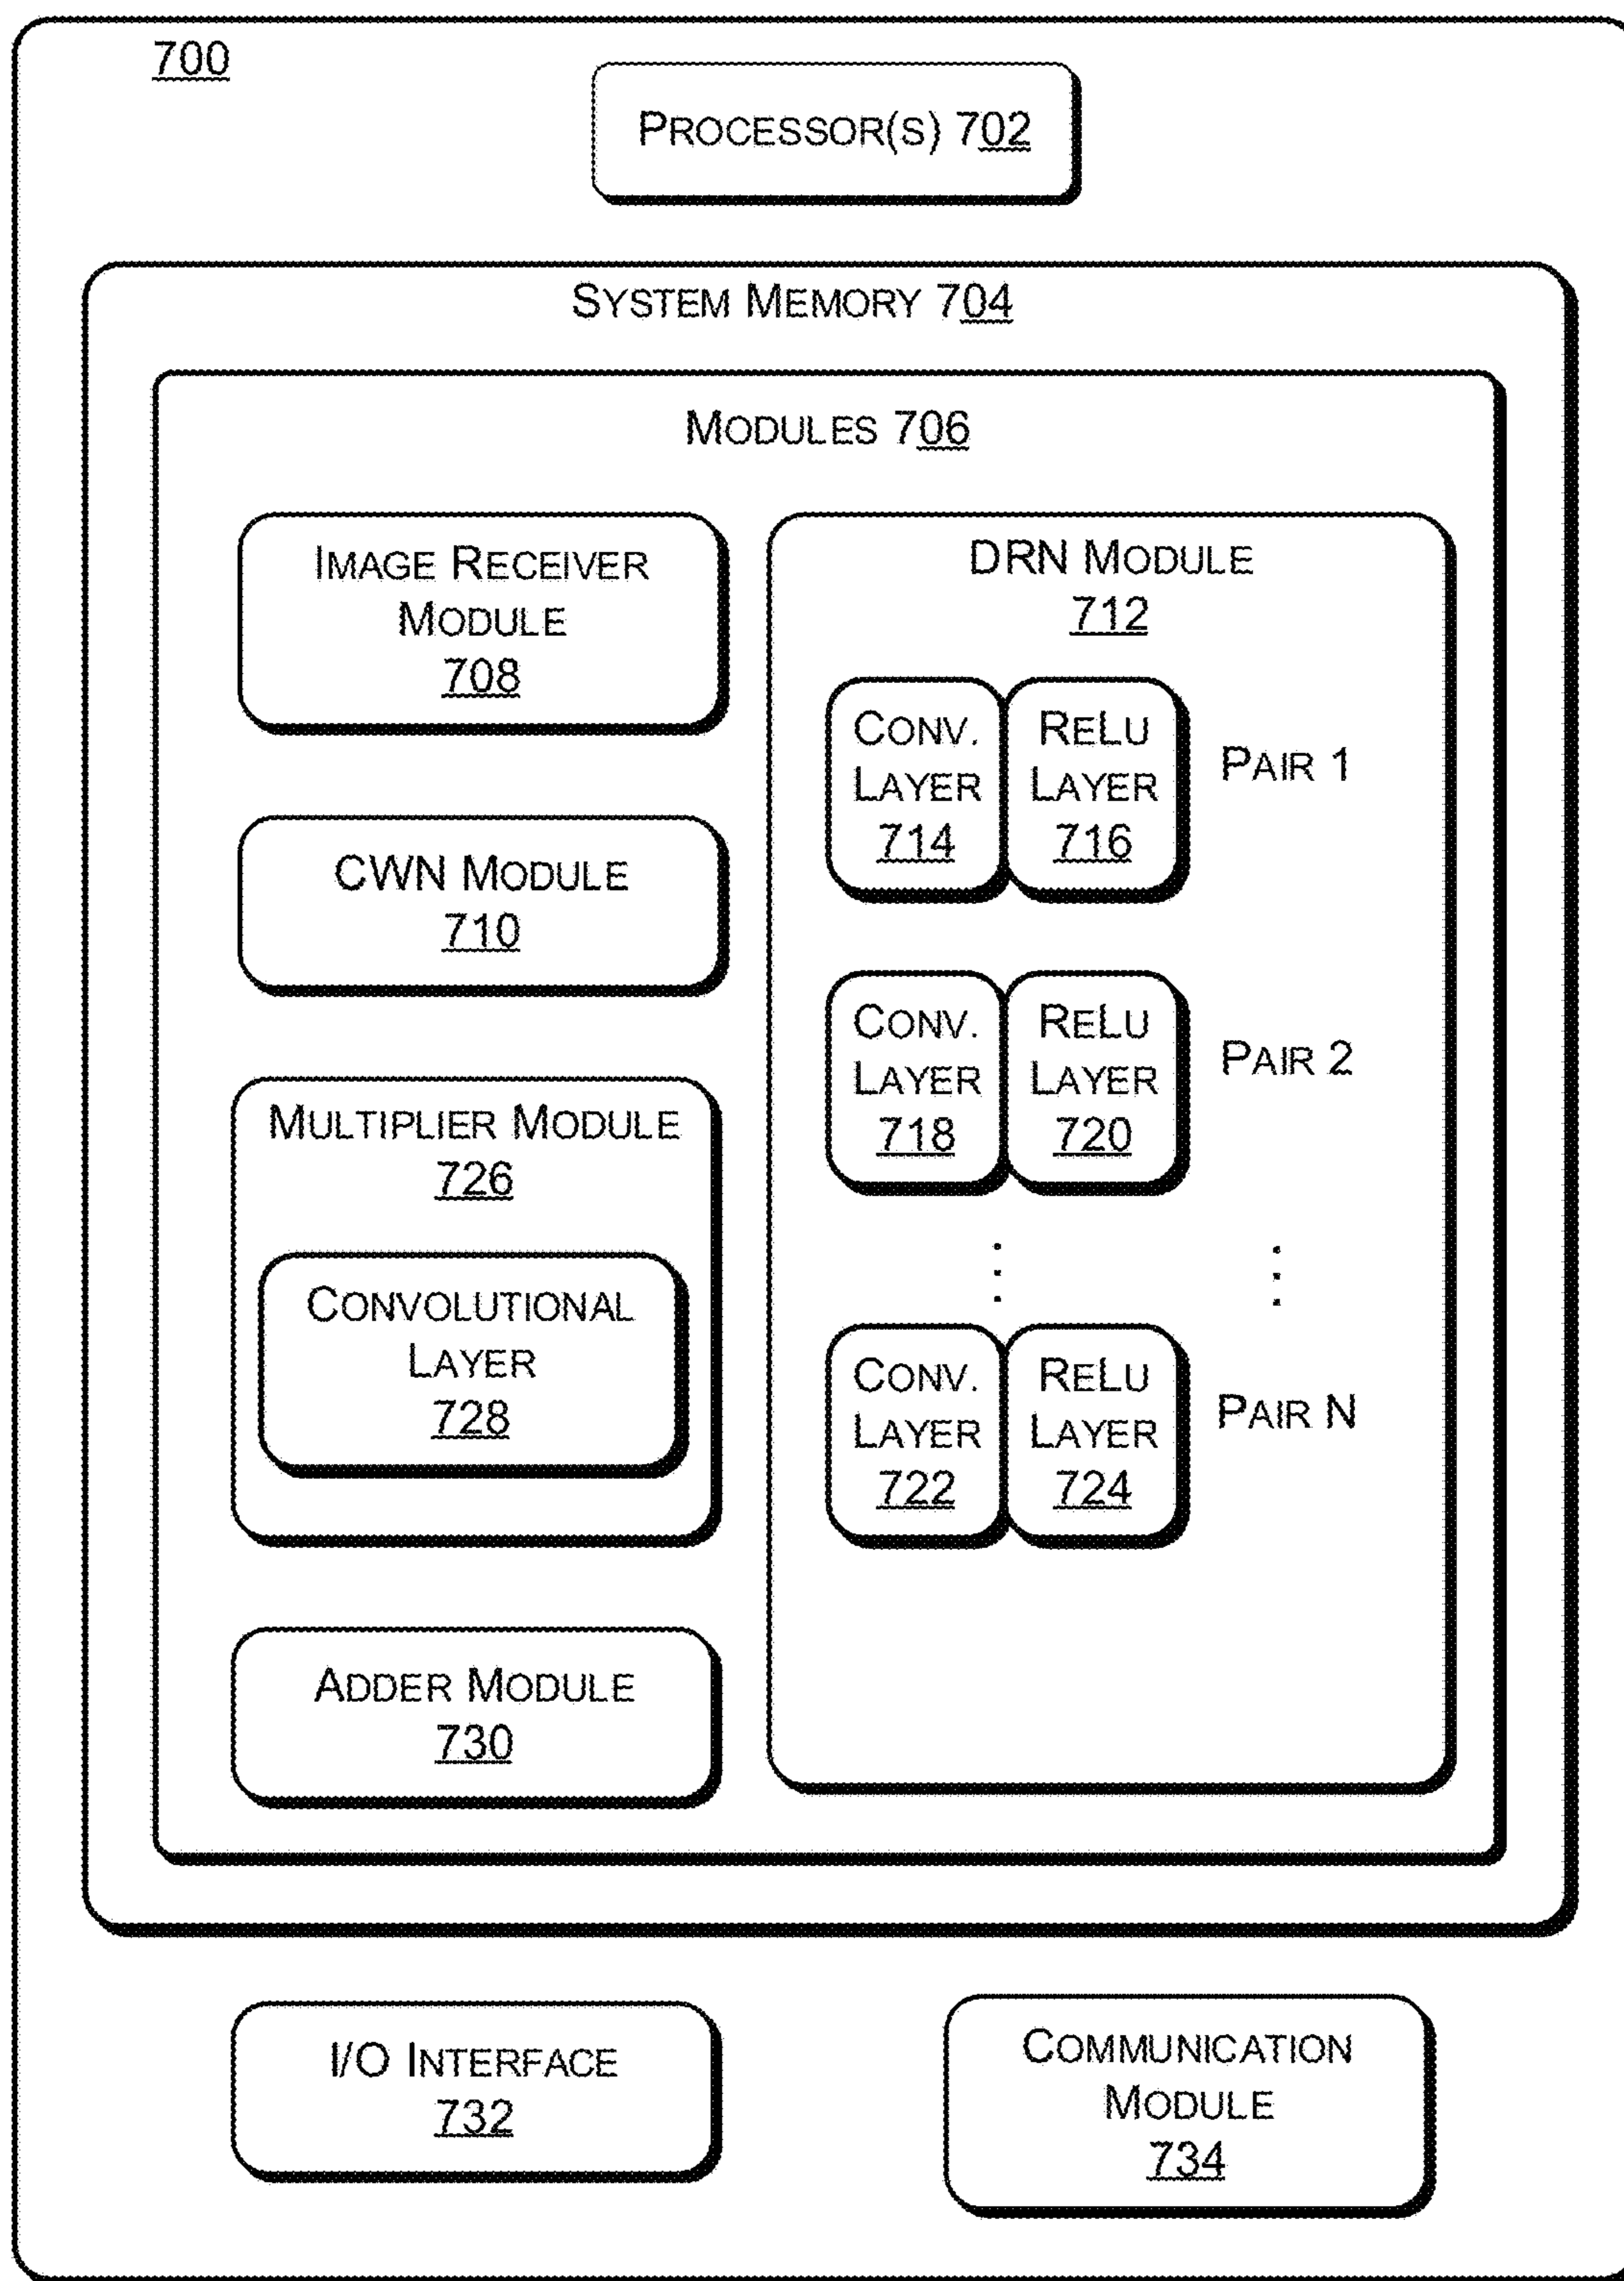 700
PROCESSOR(S) 702
SYSTEM MEMORY 704
MODULES 706
IMAGE RECEIVER
MODULE
708
CWN MODULE
710
MULTIPLIER MODULE
726
CONVOLUTIONAL
LAYER
728
ADDER MODULE
730
DRN MODULE
712
CONV.
LAYER
714
RELU
LAYER
716
PAIR 1
CONV.
LAYER
718
RELU
LAYER
720
PAIR 2
CONV.
LAYER
722
RELU
LAYER
724
PAIR N
I/O INTERFACE
732
COMMUNICATION
MODULE
734